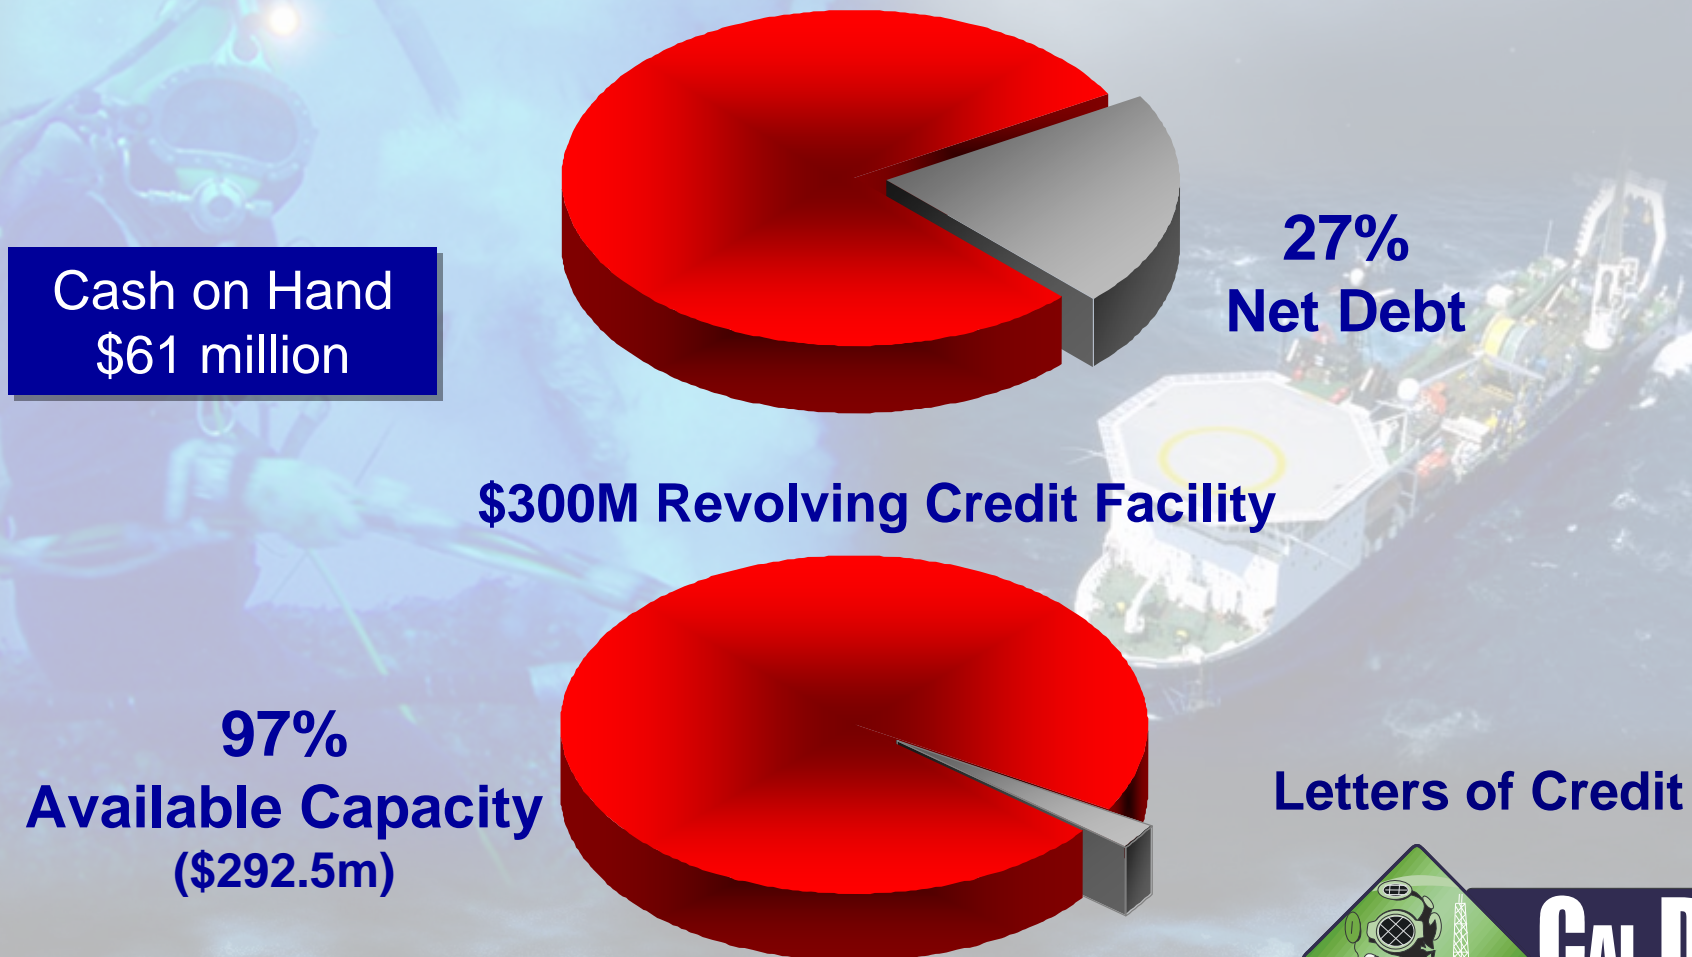 27%
Net Debt
Cash on Hand
$61 million
$300M Revolving Credit Facility
97%
Available Capacity
($292.5m)
Letters of Credit
CAL D